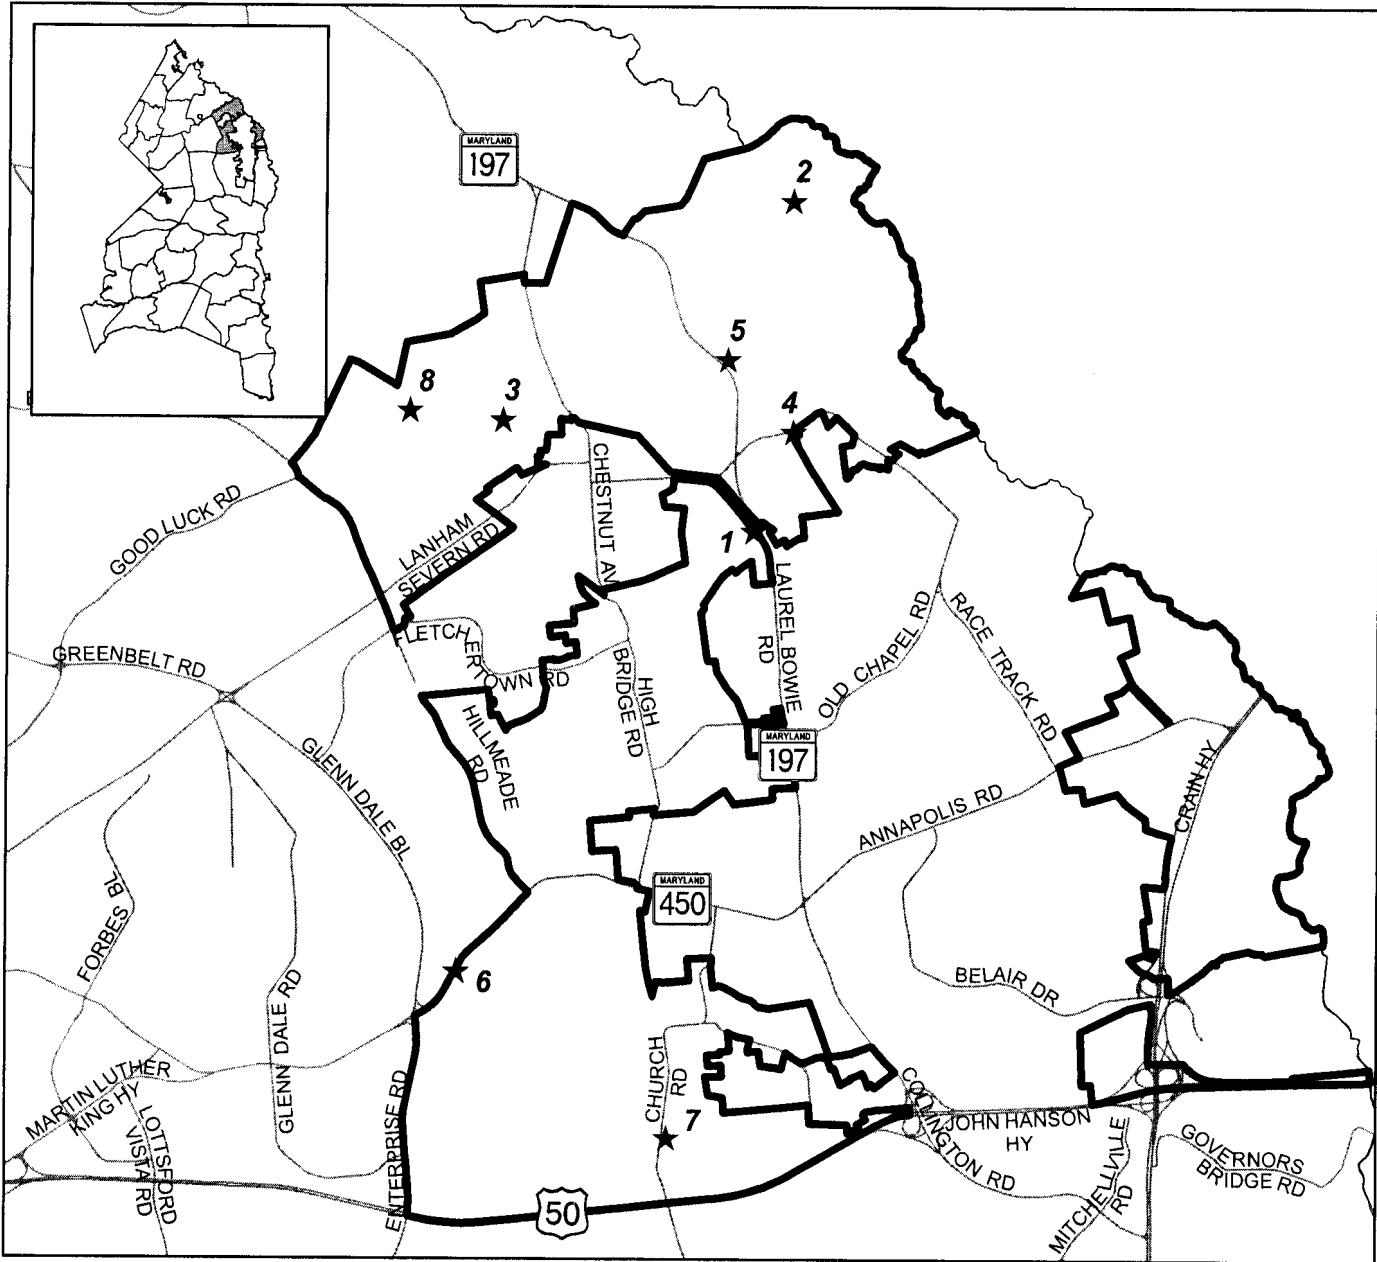 MARYLAND
197
2
5
8
3
4
1
CHESTNUT AV
GOOD LUCK RD
LANHAM
SEVERN RD
LAUREL BOWIE
RD
RACE TRACK RD
OLD CHAPEL RD
FLETCHERTOWN RD
GREENBELT RD
HIGH
BRIDGE RD
HILLMEADE
RD
GLENN DALE BL
MARYLAND
197
CRAIN HY
ANNAPOLIS RD
FORBES BL
MARYLAND
450
6
BELAIR DR
GLENN DALE RD
CHURCH
RD
7
MARTIN LUTHER
KING HY
LOTTSFORD
VISTA RD
ENTERPRISE RD
COLLINGTON RD
JOHN HANSON
HY
MITCHELLVILLE
RD
GOVERNORS
BRIDGE RD
50